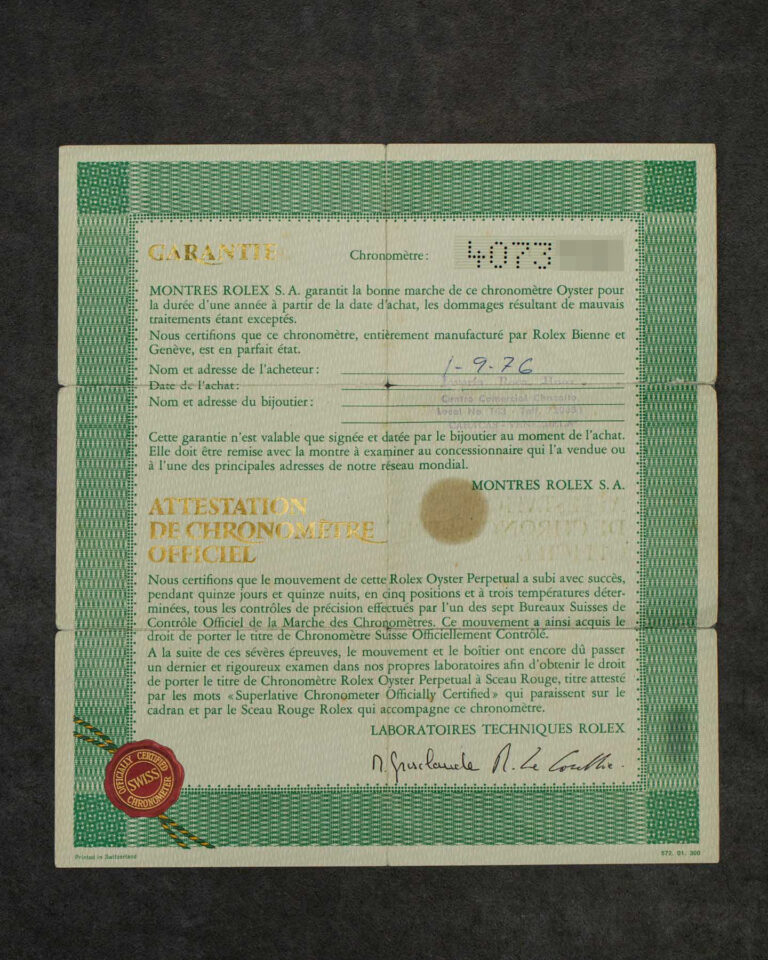 GARANTIE
Chronomètre: 4073
MONTRES ROLEX S.A. garantit la bonne marche de ce chronomètre Oyster pour
la durée d'une année à partir de la date d'achat, les dommages résultant de mauvais
traitements étant exceptés.
Nous certifions que ce chronomètre, entièrement manufacturé par Rolex Bienne et
Genève, est en parfait état.
Nom et adresse de l'acheteur:
1-9-76
Date de l'achat:
Nom et adresse du bijoutier:
Centro Comercial
Local No.
Cette garantie n'est valable que signée et datée par le bijoutier au moment de l'achat.
Elle doit être remise avec la montre à examiner au concessionnaire qui l'a vendue ou
à l'une des principales adresses de notre réseau mondial.
MONTRES ROLEX S.A.
ATTESTATION
DE CHRONOMÈTRE
OFFICIEL
Nous certifions que le mouvement de cette Rolex Oyster Perpetual a subi avec succès,
pendant quinze jours et quinze nuits, en cinq positions et à trois températures déter-
minées, tous les contrôles de précision effectués par l'un des sept Bureaux Suisses de
Contrôle Officiel de la Marche des Chronomètres. Ce mouvement a ainsi acquis le
droit de porter le titre de Chronomètre Suisse Officiellement Contrôlé.
A la suite de ces sévères épreuves, le mouvement et le boîtier ont encore dû passer
un dernier et rigoureux examen dans nos propres laboratoires afin d'obtenir le droit
de porter le titre de Chronomètre Rolex Oyster Perpetual à Sceau Rouge, titre attesté
par les mots «Superlative Chronometer Officially Certified» qui paraissent sur le
cadran et par le Sceau Rouge Rolex qui accompagne ce chronomètre.
LABORATOIRES TECHNIQUES ROLEX
OFFICIALLY CERTIFIED
SWISS
CHRONOMETER
Printed in Switzerland
572.01.300